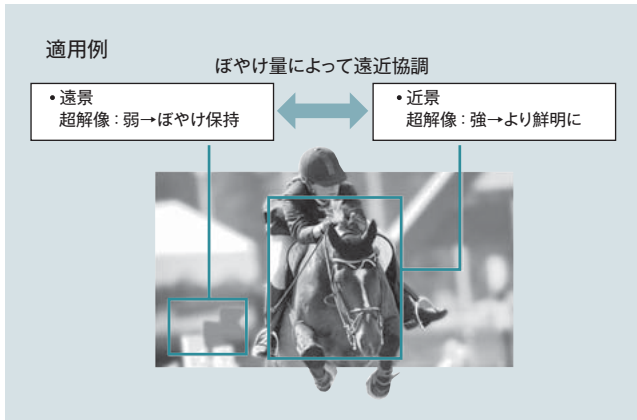 適用例
ぼやけ量によって遠近協調
• 遠景
超解像：弱→ぼやけ保持
• 近景
超解像：強→より鮮明に